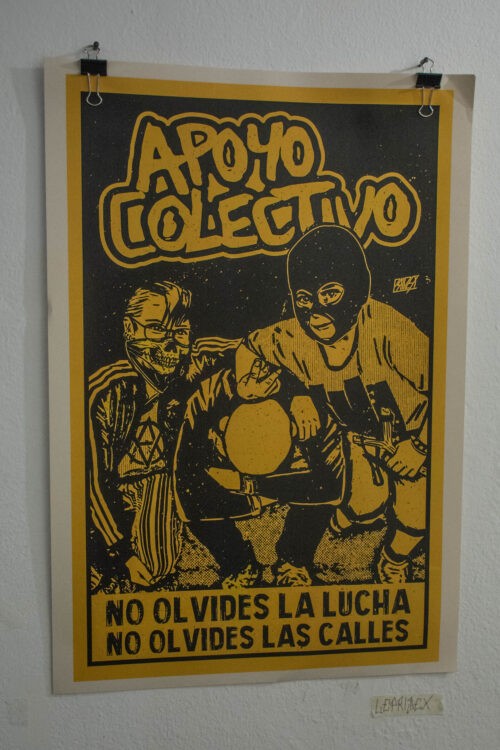 APOYO
COLECTIVO
NO OLVIDES LA LUCHA
NO OLVIDES LAS CALLES